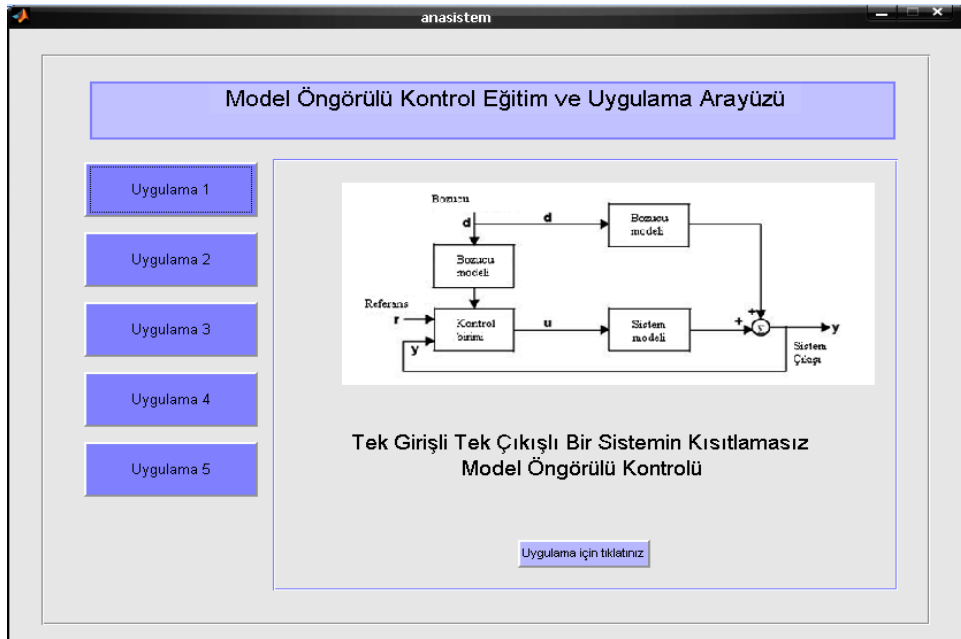 anasistem
Model Öngörülü Kontrol Eğitim ve Uygulama Arayüzü
Uygulama 1
Uygulama 2
Uygulama 3
Uygulama 4
Uygulama 5
Bozucu
d
d
Bozucu
modeli
Bozucu
modeli
Referans
r
y
Kontrol
birimi
u
Sistem
modeli
+
+
Σ
y
Sistem
Çıkışı
Tek Girişli Tek Çıkışlı Bir Sistemin Kısıtlamasız
Model Öngörülü Kontrolü
Uygulama için tıklatınız